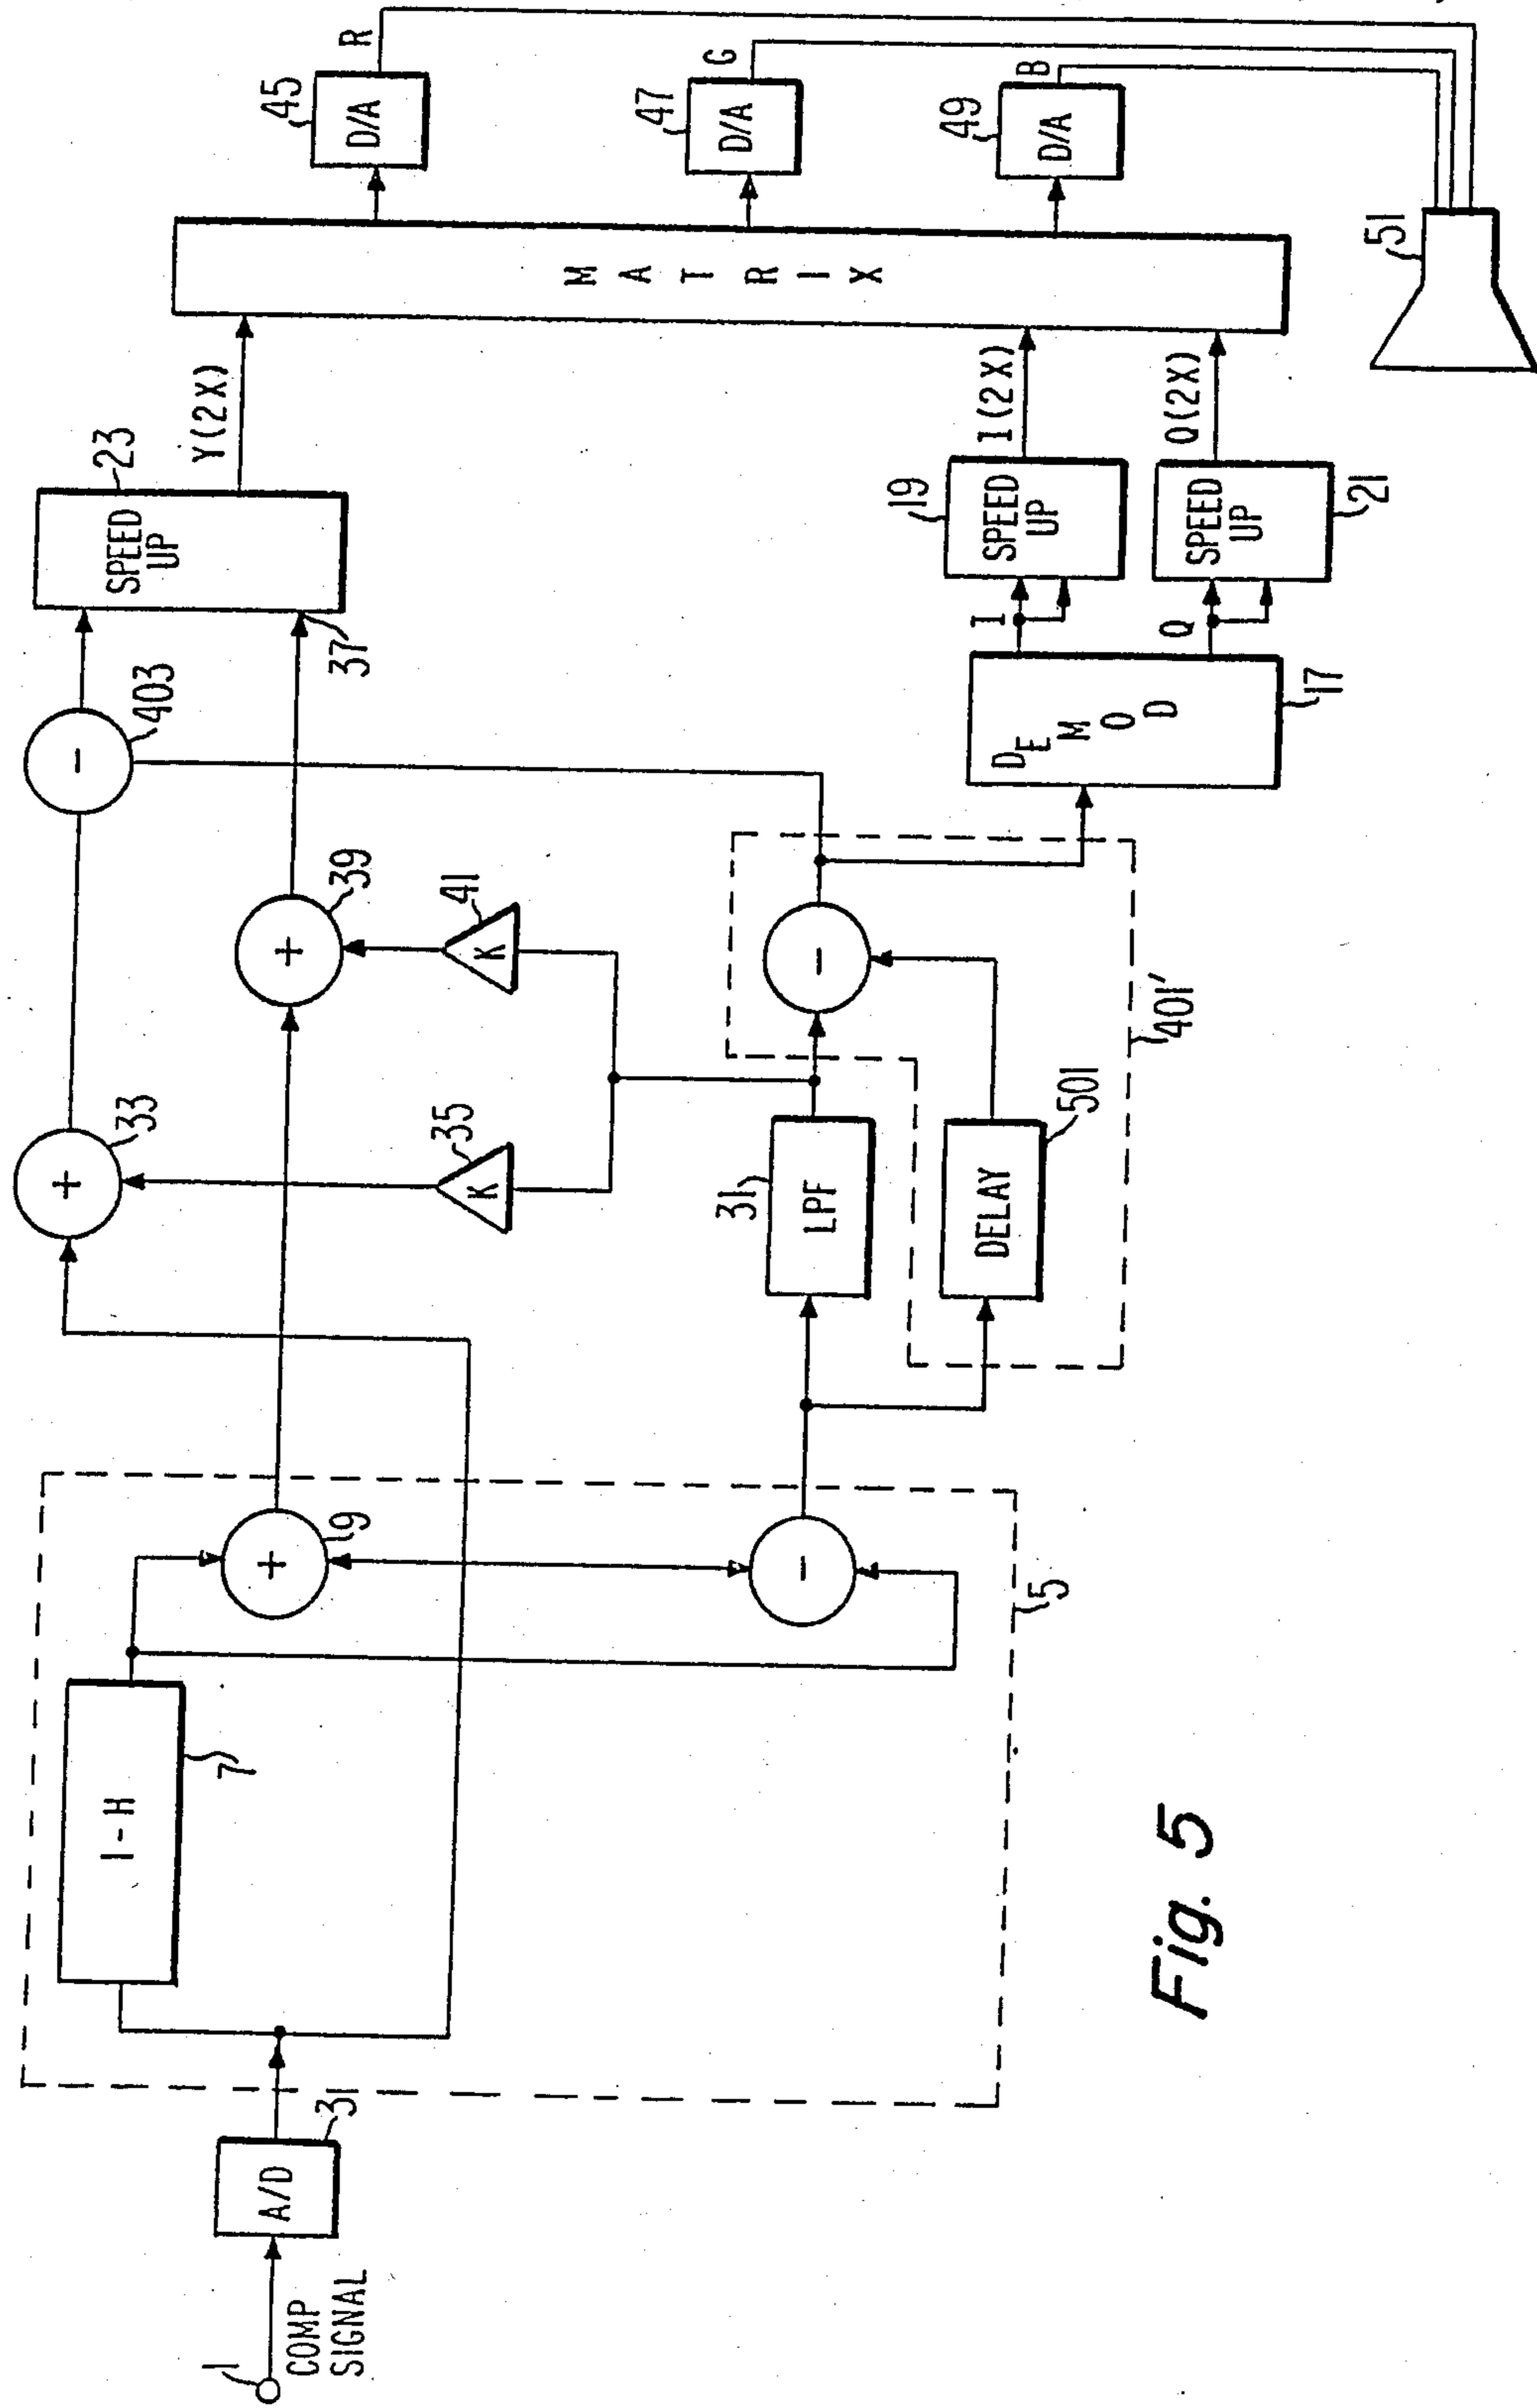 1
COMP
SIGNAL
A/D
3
1-H
7
+
9
-
5
+
33
K
35
LPF
31
DELAY
501
401'
+
39
K
41
-
-
403
37
SPEED
UP
23
Y(2X)
DEMOD
17
I
Q
SPEED
UP
19
SPEED
UP
21
I(2X)
Q(2X)
MATRIX
D/A
45
R
D/A
47
G
D/A
49
B
51
Fig. 5